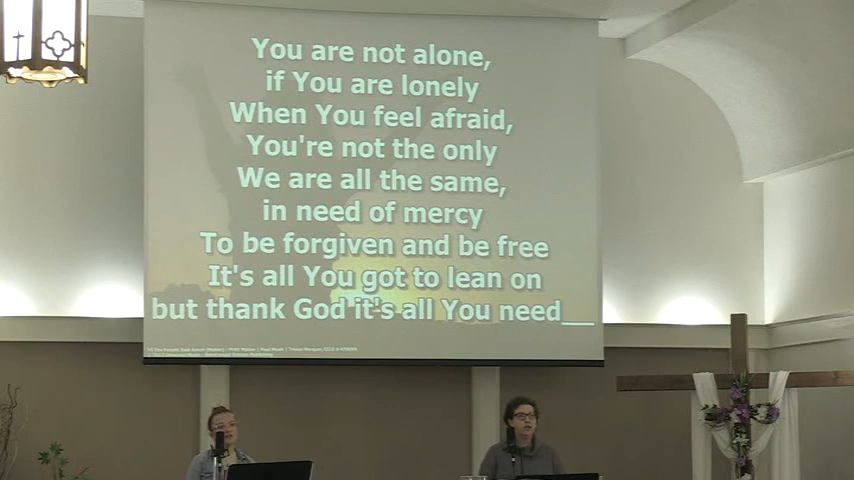 You are not alone,
if You are lonely
When You feel afraid,
You're not the only
We are all the same,
in need of mercy
To be forgiven and be free
It's all You got to lean on
but thank God it's all You need__